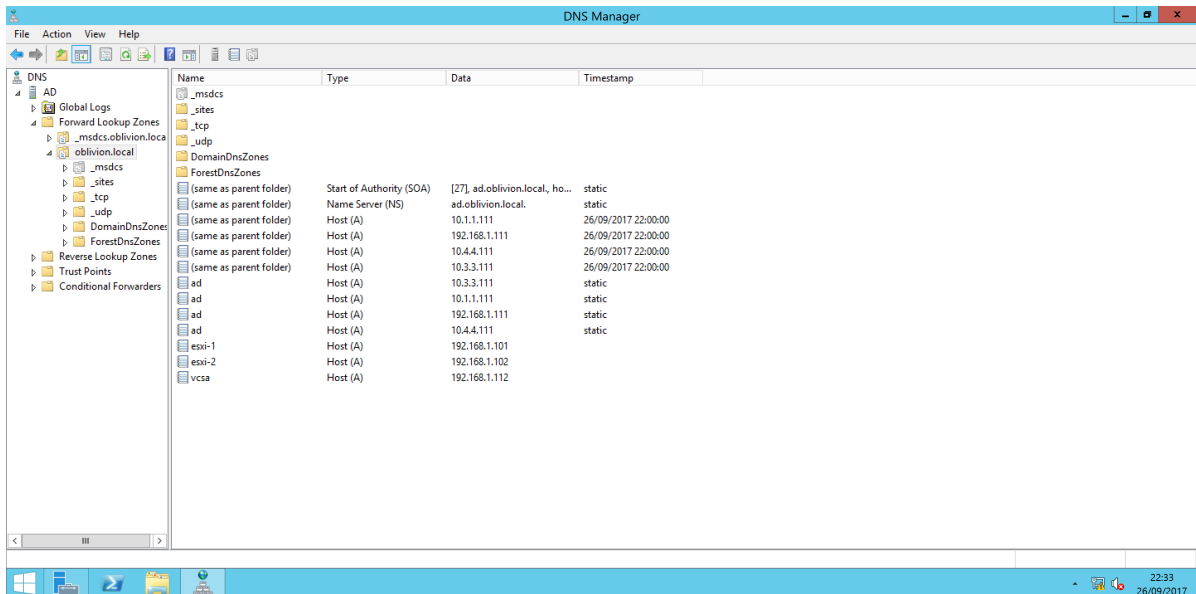 DNS Manager
File Action View Help
DNS
AD
Global Logs
Forward Lookup Zones
_msdcs.oblivion.loca
oblivion.local
_msdcs
_sites
_tcp
_udp
DomainDnsZones
ForestDnsZones
Reverse Lookup Zones
Trust Points
Conditional Forwarders
Name Type Data Timestamp
_msdcs
_sites
_tcp
_udp
DomainDnsZones
ForestDnsZones
(same as parent folder) Start of Authority (SOA) [27], ad.oblivion.local., ho... static
(same as parent folder) Name Server (NS) ad.oblivion.local. static
(same as parent folder) Host (A) 10.1.1.111 26/09/2017 22:00:00
(same as parent folder) Host (A) 192.168.1.111 26/09/2017 22:00:00
(same as parent folder) Host (A) 10.4.4.111 26/09/2017 22:00:00
(same as parent folder) Host (A) 10.3.3.111 26/09/2017 22:00:00
ad Host (A) 10.3.3.111 static
ad Host (A) 10.1.1.111 static
ad Host (A) 192.168.1.111 static
ad Host (A) 10.4.4.111 static
esxi-1 Host (A) 192.168.1.101
esxi-2 Host (A) 192.168.1.102
vcsa Host (A) 192.168.1.112
22:33
26/09/2017